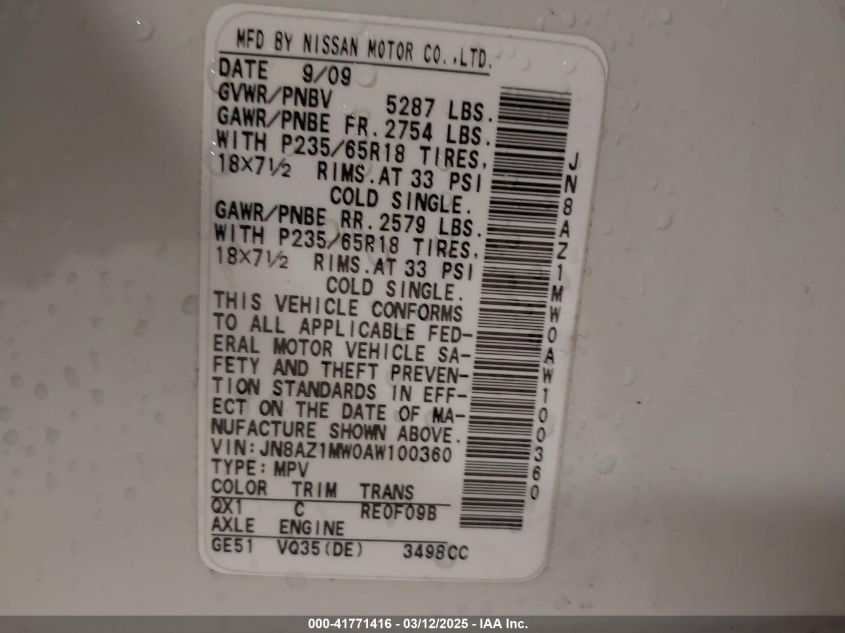 MFD BY NISSAN MOTOR CO.,LTD.
DATE 9/09
GVWR/PNBV 5287 LBS.
GAWR/PNBE FR.2754 LBS.
WITH P235/65R18 TIRES,
18×7½ RIMS.AT 33 PSI
COLD SINGLE.
GAWR/PNBE RR.2579 LBS.
WITH P235/65R18 TIRES,
18×7½ RIMS.AT 33 PSI
COLD SINGLE.
THIS VEHICLE CONFORMS
TO ALL APPLICABLE FED-
ERAL MOTOR VEHICLE SA-
FETY AND THEFT PREVEN-
TION STANDARDS IN EFF-
ECT ON THE DATE OF MA-
NUFACTURE SHOWN ABOVE.
VIN:JN8AZ1MW0AW100360
TYPE:MPV
COLOR TRIM TRANS
QX1 C RE0F09B
AXLE ENGINE
GE51 VQ35(DE) 3498CC
JN8AZ1MW0AW100360
000-41771416 - 03/12/2025 - IAA Inc.